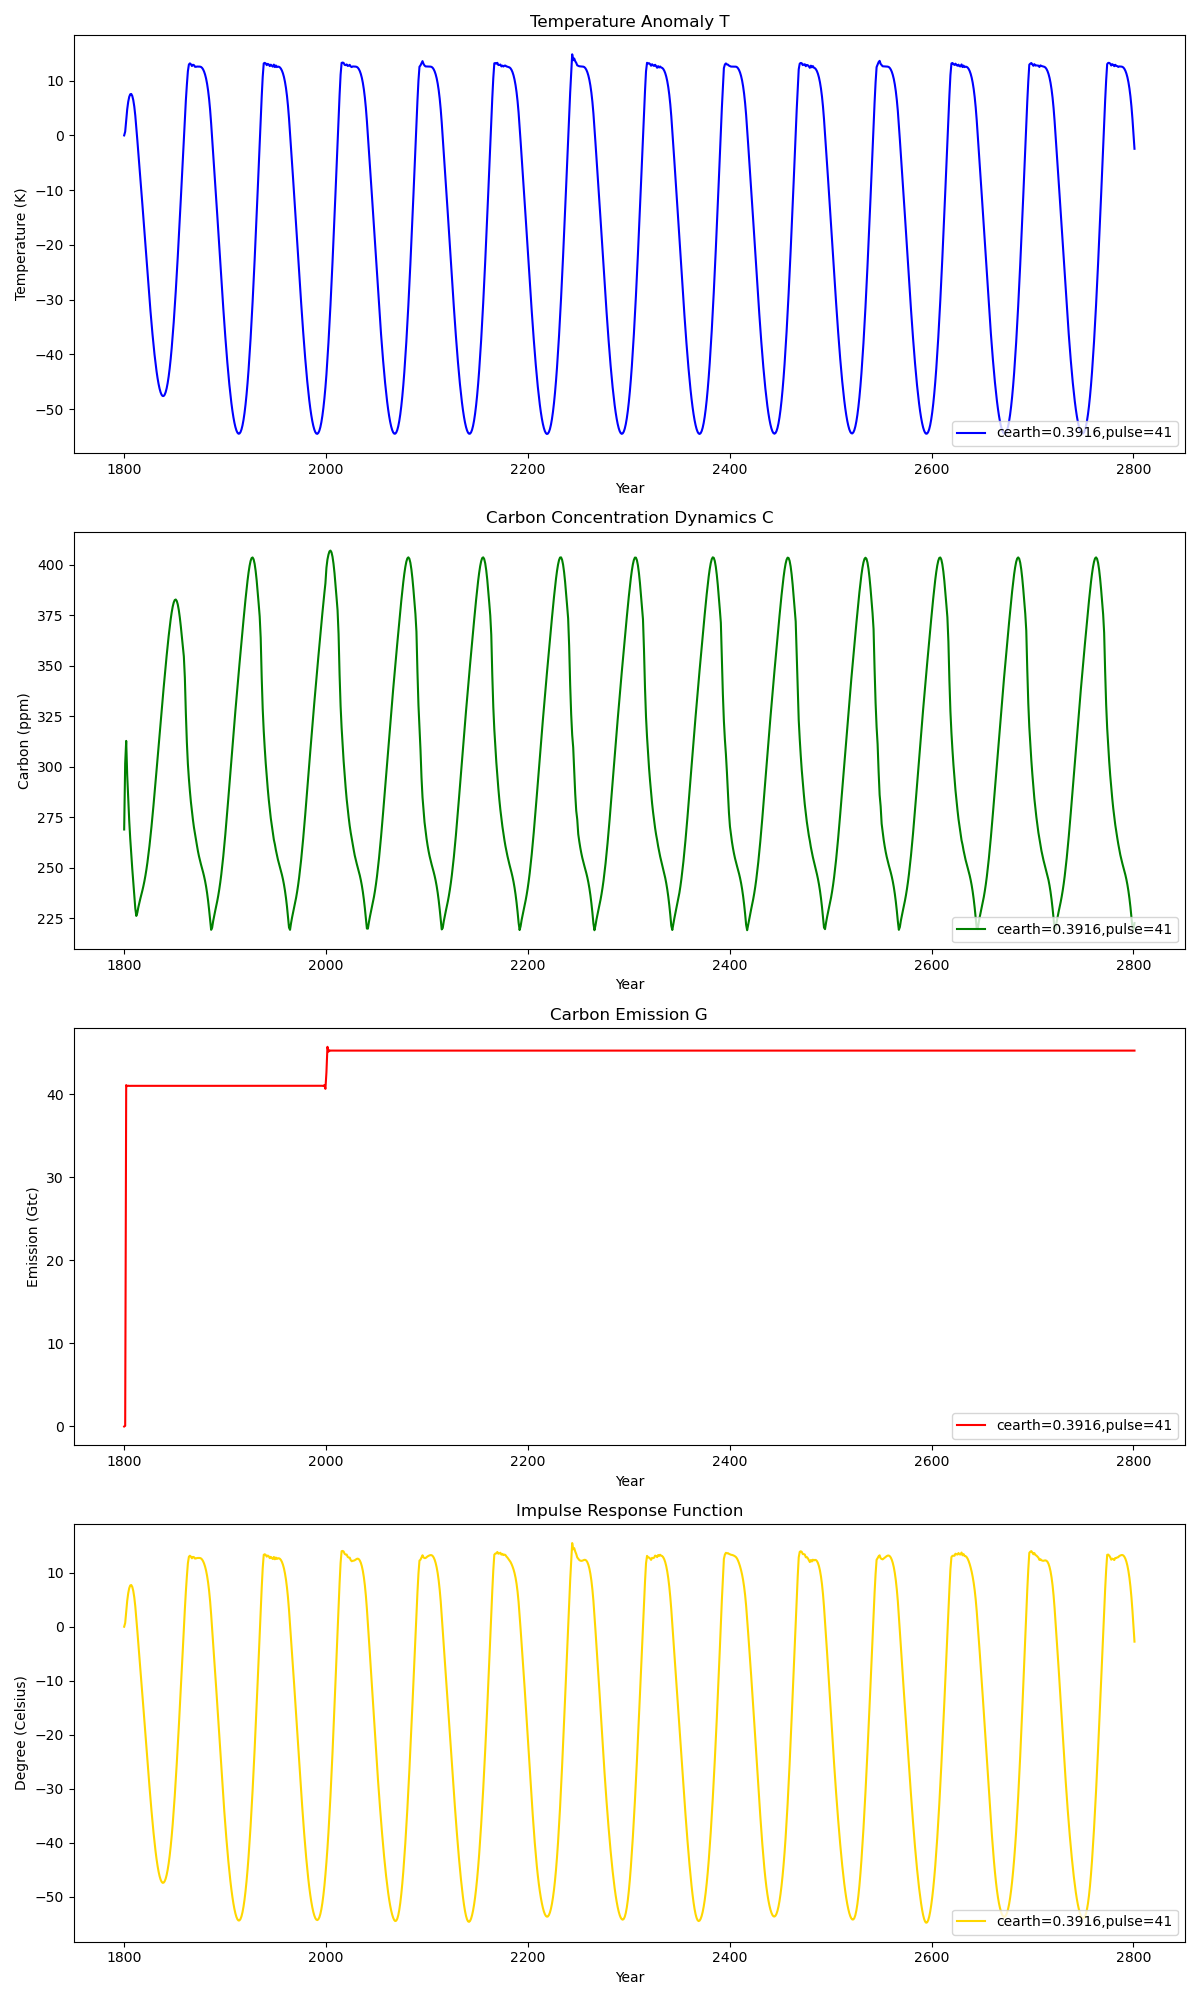 Temperature Anomaly T
Temperature (K)
10
0
−10
−20
−30
−40
−50
cearth=0.3916,pulse=41
1800 2000 2200 2400 2600 2800
Year
Carbon Concentration Dynamics C
Carbon (ppm)
400
375
350
325
300
275
250
225
cearth=0.3916,pulse=41
1800 2000 2200 2400 2600 2800
Year
Carbon Emission G
Emission (Gtc)
40
30
20
10
0
cearth=0.3916,pulse=41
1800 2000 2200 2400 2600 2800
Year
Impulse Response Function
Degree (Celsius)
10
0
−10
−20
−30
−40
−50
cearth=0.3916,pulse=41
1800 2000 2200 2400 2600 2800
Year